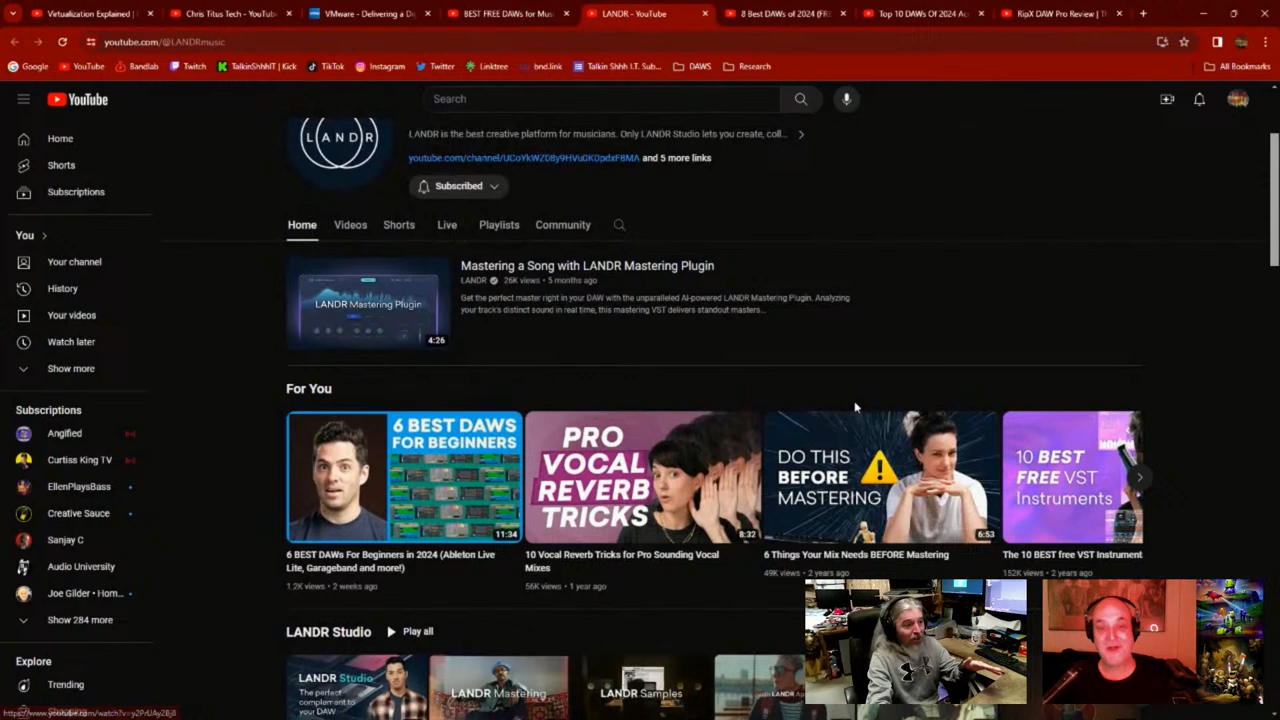 Virtualization Explained |
Chris Titus Tech - YouTub
VMware - Delivering a Di
BEST FREE DAWs for Mus
LANDR - YouTube
8 Best DAWs of 2024 (FRE
Top 10 DAWs Of 2024 Acc
RipX DAW Pro Review | Th
youtube.com/@LANDRmusic
Google
YouTube
Bandlab
Twitch
TalkinShhhIT | Kick
TikTok
Instagram
Twitter
Linktree
bnd.link
Talkin Shhh I.T. Sub...
DAWS
Research
All Bookmarks
YouTube
Search
Home
Shorts
Subscriptions
You
Your channel
History
Your videos
Watch later
Show more
Subscriptions
Angified
Curtiss King TV
EllenPlaysBass
Creative Sauce
Sanjay C
Audio University
Joe Gilder • Hom...
Show 284 more
Explore
Trending
LANDR
LANDR is the best creative platform for musicians. Only LANDR Studio lets you create, coll...
and 5 more links
Subscribed
Home
Videos
Shorts
Live
Playlists
Community
LANDR Mastering Plugin
4:26
Mastering a Song with LANDR Mastering Plugin
LANDR 26K views • 5 months ago
Get the perfect master right in your DAW with the unparalleled AI-powered LANDR Mastering Plugin. Analyzing
your track's distinct sound in real time, this mastering VST delivers standout masters...
For You
6 BEST DAWS
FOR BEGINNERS
11:34
6 BEST DAWs For Beginners in 2024 (Ableton Live
Lite, Garageband and more!)
1.2K views • 2 weeks ago
PRO
VOCAL
REVERB
TRICKS
8:32
10 Vocal Reverb Tricks for Pro Sounding Vocal
Mixes
56K views • 1 year ago
DO THIS
BEFORE
MASTERING
6:53
6 Things Your Mix Needs BEFORE Mastering
49K views • 2 years ago
10 BEST
FREE VST
Instruments
The 10 BEST free VST Instrument
152K views • 2 years ago
LANDR Studio
Play all
LANDR
Studio
The perfect
complement to
your DAW
LANDR Mastering
LANDR Samples